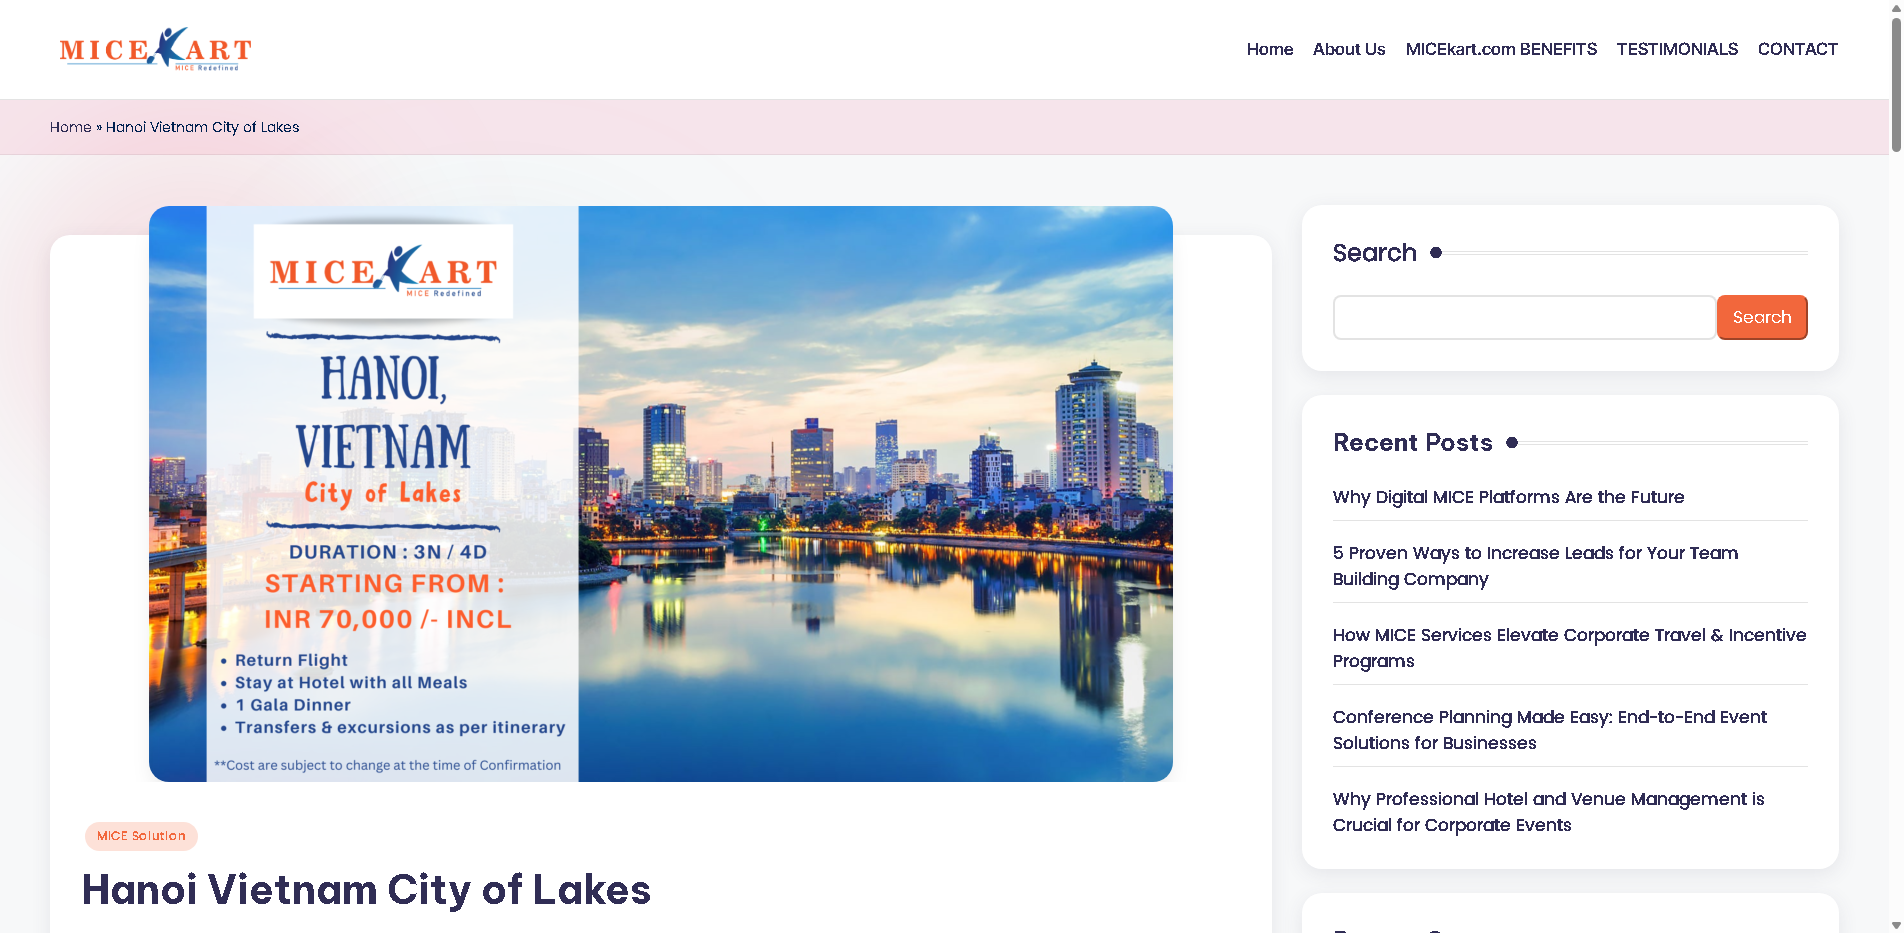 MICEKART
MICE Redefined
Home
About Us
MICEkart.com BENEFITS
TESTIMONIALS
CONTACT
Home » Hanoi Vietnam City of Lakes
MICEKART
MICE Redefined
HANOI,
VIETNAM
City of Lakes
DURATION : 3N / 4D
STARTING FROM :
INR 70,000 /- INCL
• Return Flight
• Stay at Hotel with all Meals
• 1 Gala Dinner
• Transfers & excursions as per itinerary
**Cost are subject to change at the time of Confirmation
MICE Solution
Hanoi Vietnam City of Lakes
Search
Search
Recent Posts
Why Digital MICE Platforms Are the Future
5 Proven Ways to Increase Leads for Your Team
Building Company
How MICE Services Elevate Corporate Travel & Incentive
Programs
Conference Planning Made Easy: End-to-End Event
Solutions for Businesses
Why Professional Hotel and Venue Management is
Crucial for Corporate Events